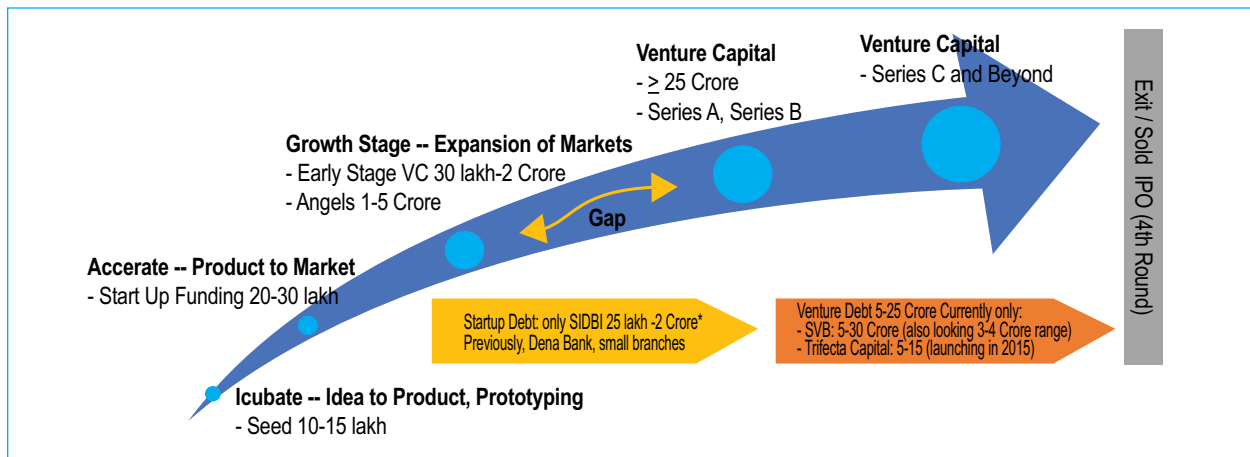 Venture Capital
- ≥ 25 Crore
- Series A, Series B
Venture Capital
- Series C and Beyond
Exit / Sold IPO (4th Round)
Growth Stage -- Expansion of Markets
- Early Stage VC 30 lakh-2 Crore
- Angels 1-5 Crore
Gap
Accerate -- Product to Market
- Start Up Funding 20-30 lakh
Startup Debt: only SIDBI 25 lakh -2 Crore*
Previously, Dena Bank, small branches
Venture Debt 5-25 Crore Currently only:
- SVB: 5-30 Crore (also looking 3-4 Crore range)
- Trifecta Capital: 5-15 (launching in 2015)
Icubate -- Idea to Product, Prototyping
- Seed 10-15 lakh